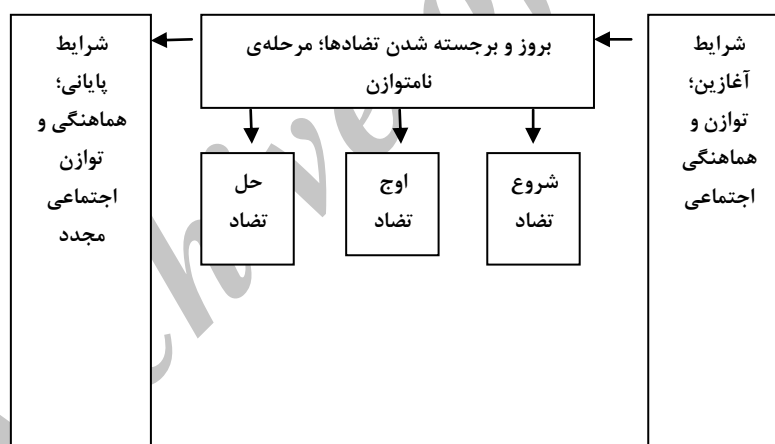 شرایط
آغازین؛
توازن و
هماهنگی
اجتماعی
بروز و برجسته شدن تضادها؛ مرحله‌ی
نامتوازن
شروع
تضاد
اوج
تضاد
حل
تضاد
شرایط
پایانی؛
هماهنگی و
توازن
اجتماعی
مجدد